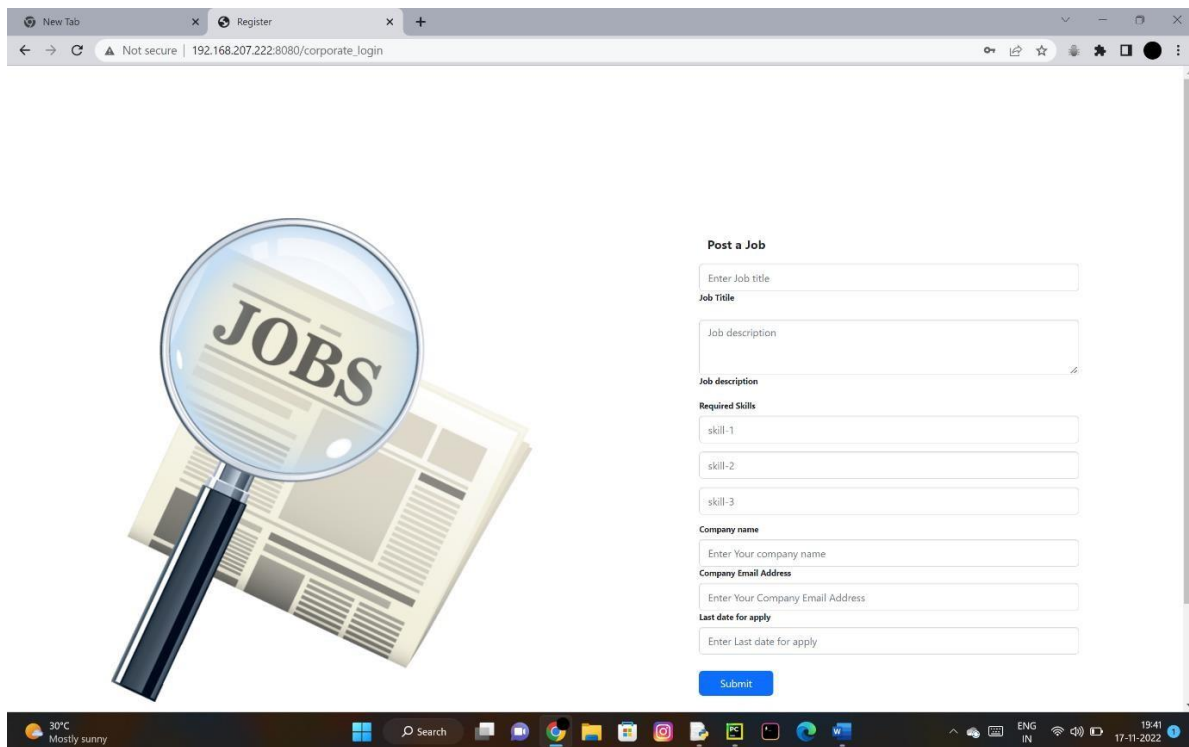 New Tab
Register
Not secure | 192.168.207.222:8080/corporate_login
JOBS
Post a Job
Enter Job title
Job Titile
Job description
Job description
Required Skills
skill-1
skill-2
skill-3
Company name
Enter Your company name
Company Email Address
Enter Your Company Email Address
Last date for apply
Enter Last date for apply
Submit
30°C
Mostly sunny
Search
PC
W
ENG
IN
19:41
17-11-2022
1